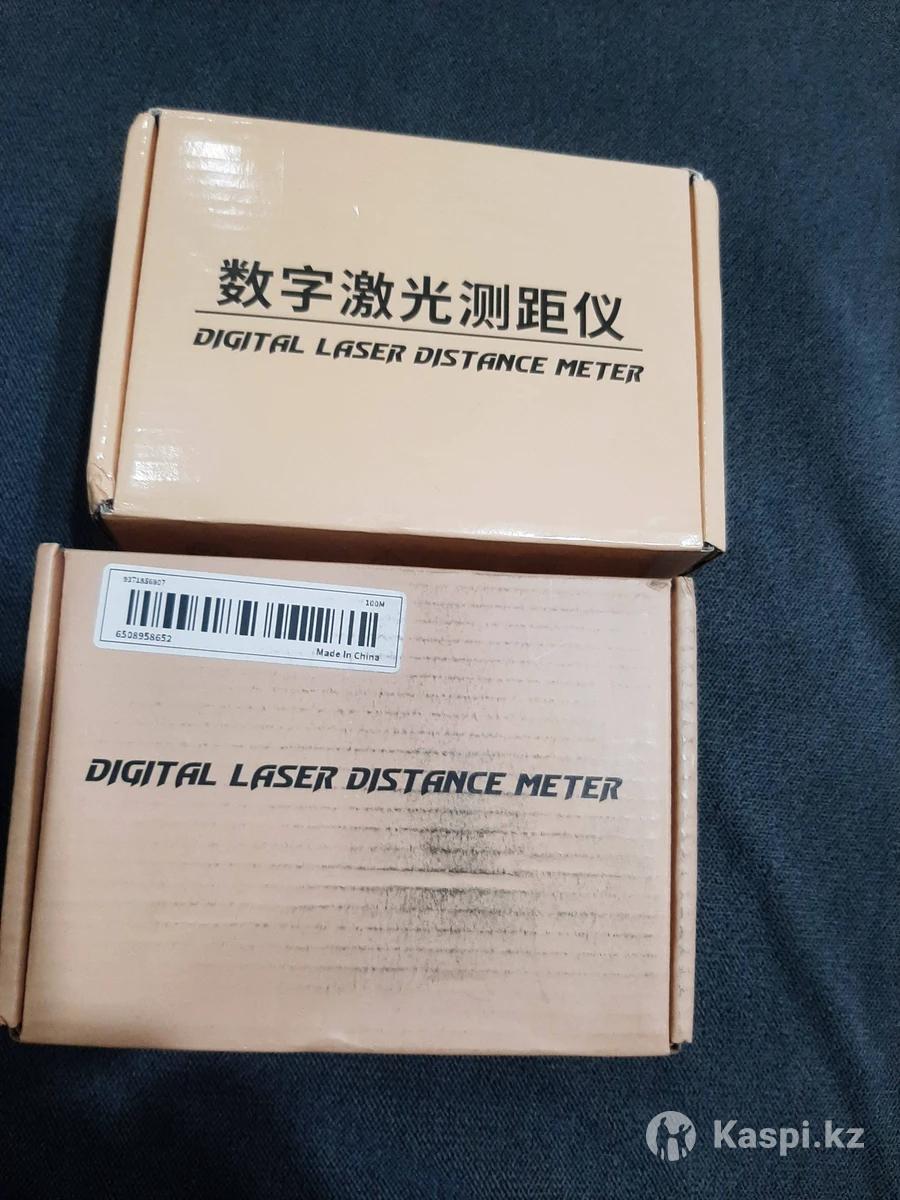 数字激光测距仪
DIGITAL LASER DISTANCE METER
9371856907
100M
6508958652
Made In China
DIGITAL LASER DISTANCE METER
Kaspi.kz